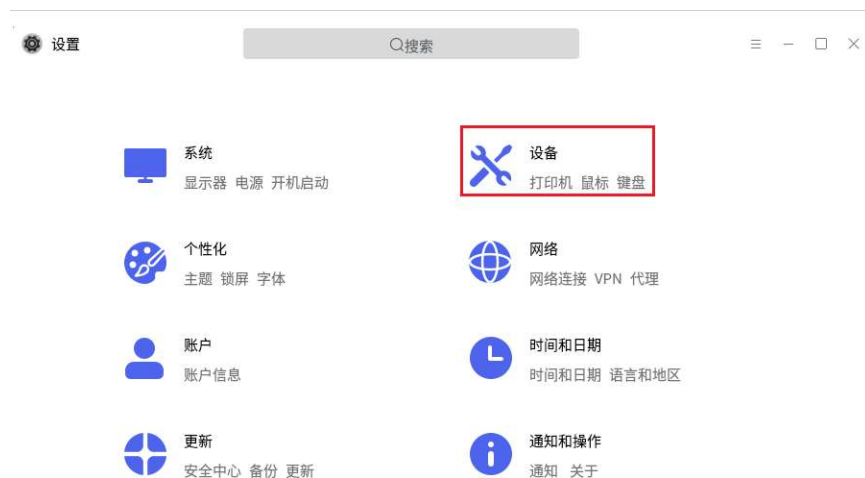 设置
搜索
系统
显示器 电源 开机启动
设备
打印机 鼠标 键盘
个性化
主题 锁屏 字体
网络
网络连接 VPN 代理
账户
账户信息
时间和日期
时间和日期 语言和地区
更新
安全中心 备份 更新
通知和操作
通知 关于